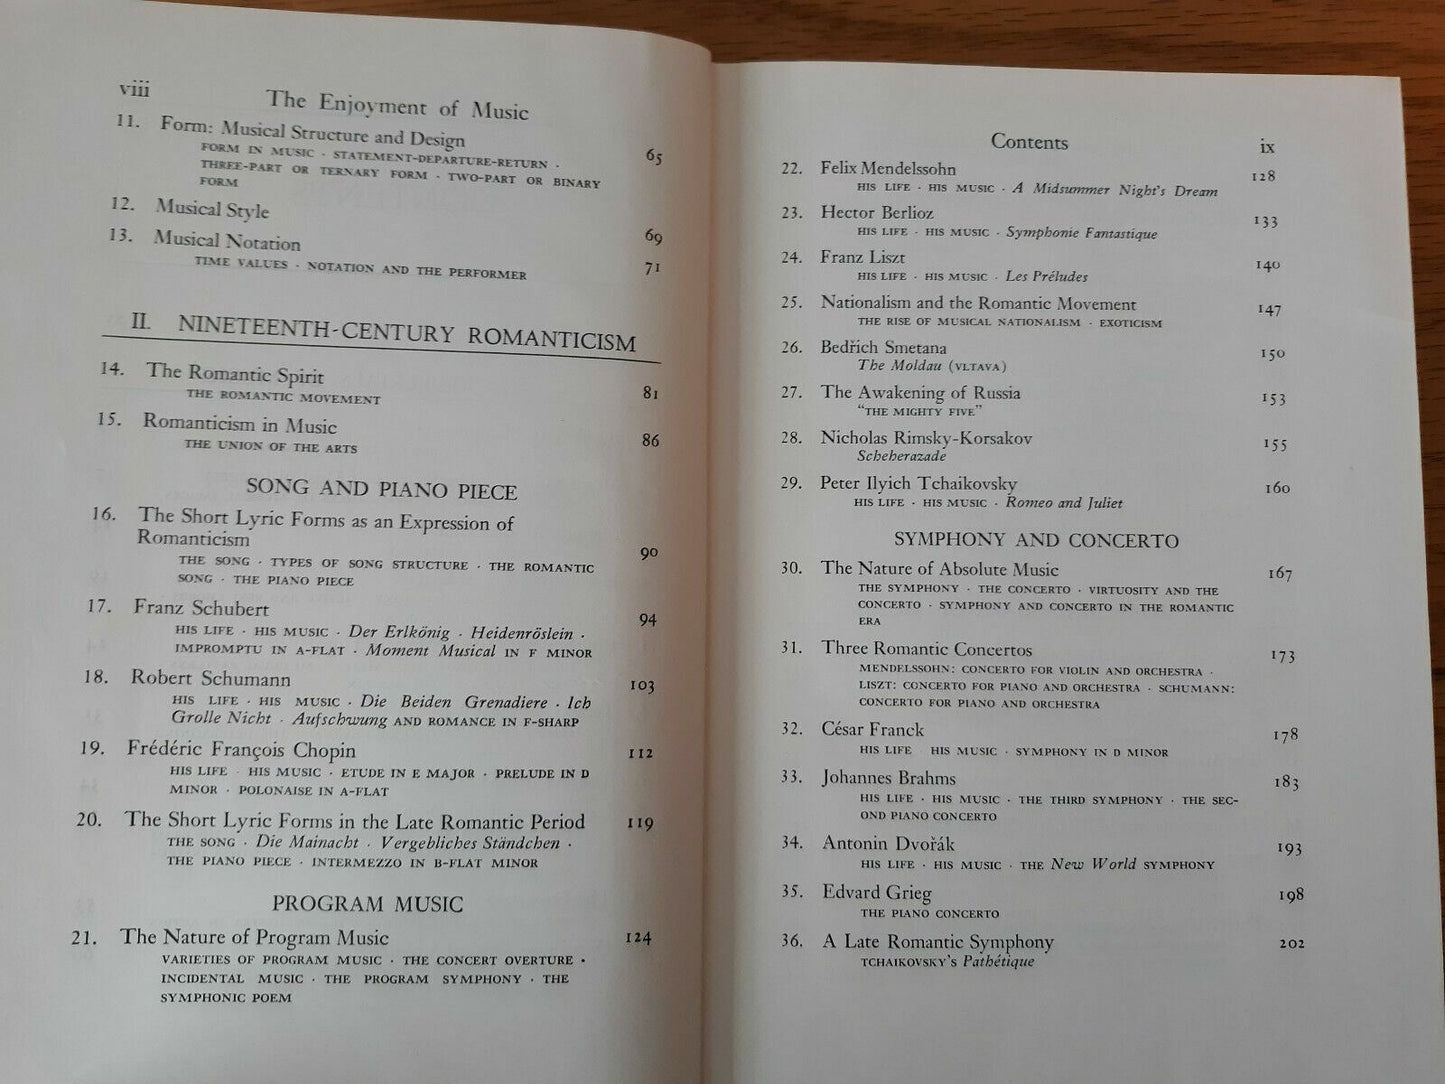 viii
The Enjoyment of Music
11. Form: Musical Structure and Design 65
FORM IN MUSIC · STATEMENT-DEPARTURE-RETURN ·
THREE-PART OR TERNARY FORM · TWO-PART OR BINARY
FORM
12. Musical Style 69
13. Musical Notation 71
TIME VALUES · NOTATION AND THE PERFORMER
II. NINETEENTH-CENTURY ROMANTICISM
14. The Romantic Spirit 81
THE ROMANTIC MOVEMENT
15. Romanticism in Music 86
THE UNION OF THE ARTS
SONG AND PIANO PIECE
16. The Short Lyric Forms as an Expression of
Romanticism 90
THE SONG · TYPES OF SONG STRUCTURE · THE ROMANTIC
SONG · THE PIANO PIECE
17. Franz Schubert 94
HIS LIFE · HIS MUSIC · Der Erlkönig · Heidenröslein ·
IMPROMPTU IN A-FLAT · Moment Musical IN F MINOR
18. Robert Schumann 103
HIS LIFE · HIS MUSIC · Die Beiden Grenadiere · Ich
Grolle Nicht · Aufschwung AND ROMANCE IN F-SHARP
19. Frédéric François Chopin 112
HIS LIFE · HIS MUSIC · ETUDE IN E MAJOR · PRELUDE IN D
MINOR · POLONAISE IN A-FLAT
20. The Short Lyric Forms in the Late Romantic Period 119
THE SONG · Die Mainacht · Vergebliches Ständchen ·
THE PIANO PIECE · INTERMEZZO IN B-FLAT MINOR
PROGRAM MUSIC
21. The Nature of Program Music 124
VARIETIES OF PROGRAM MUSIC · THE CONCERT OVERTURE ·
INCIDENTAL MUSIC · THE PROGRAM SYMPHONY · THE
SYMPHONIC POEM
Contents ix
22. Felix Mendelssohn 128
HIS LIFE · HIS MUSIC · A Midsummer Night's Dream
23. Hector Berlioz 133
HIS LIFE · HIS MUSIC · Symphonie Fantastique
24. Franz Liszt 140
HIS LIFE · HIS MUSIC · Les Préludes
25. Nationalism and the Romantic Movement 147
THE RISE OF MUSICAL NATIONALISM · EXOTICISM
26. Bedřich Smetana 150
The Moldau (VLTAVA)
27. The Awakening of Russia 153
"THE MIGHTY FIVE"
28. Nicholas Rimsky-Korsakov 155
Scheherazade
29. Peter Ilyich Tchaikovsky 160
HIS LIFE · HIS MUSIC · Romeo and Juliet
SYMPHONY AND CONCERTO
30. The Nature of Absolute Music 167
THE SYMPHONY · THE CONCERTO · VIRTUOSITY AND THE
CONCERTO · SYMPHONY AND CONCERTO IN THE ROMANTIC
ERA
31. Three Romantic Concertos 173
MENDELSSOHN: CONCERTO FOR VIOLIN AND ORCHESTRA ·
LISZT: CONCERTO FOR PIANO AND ORCHESTRA · SCHUMANN:
CONCERTO FOR PIANO AND ORCHESTRA
32. César Franck 178
HIS LIFE HIS MUSIC · SYMPHONY IN D MINOR
33. Johannes Brahms 183
HIS LIFE · HIS MUSIC · THE THIRD SYMPHONY · THE SEC-
OND PIANO CONCERTO
34. Antonin Dvořák 193
HIS LIFE · HIS MUSIC · THE New World SYMPHONY
35. Edvard Grieg 198
THE PIANO CONCERTO
36. A Late Romantic Symphony 202
TCHAIKOVSKY'S Pathétique